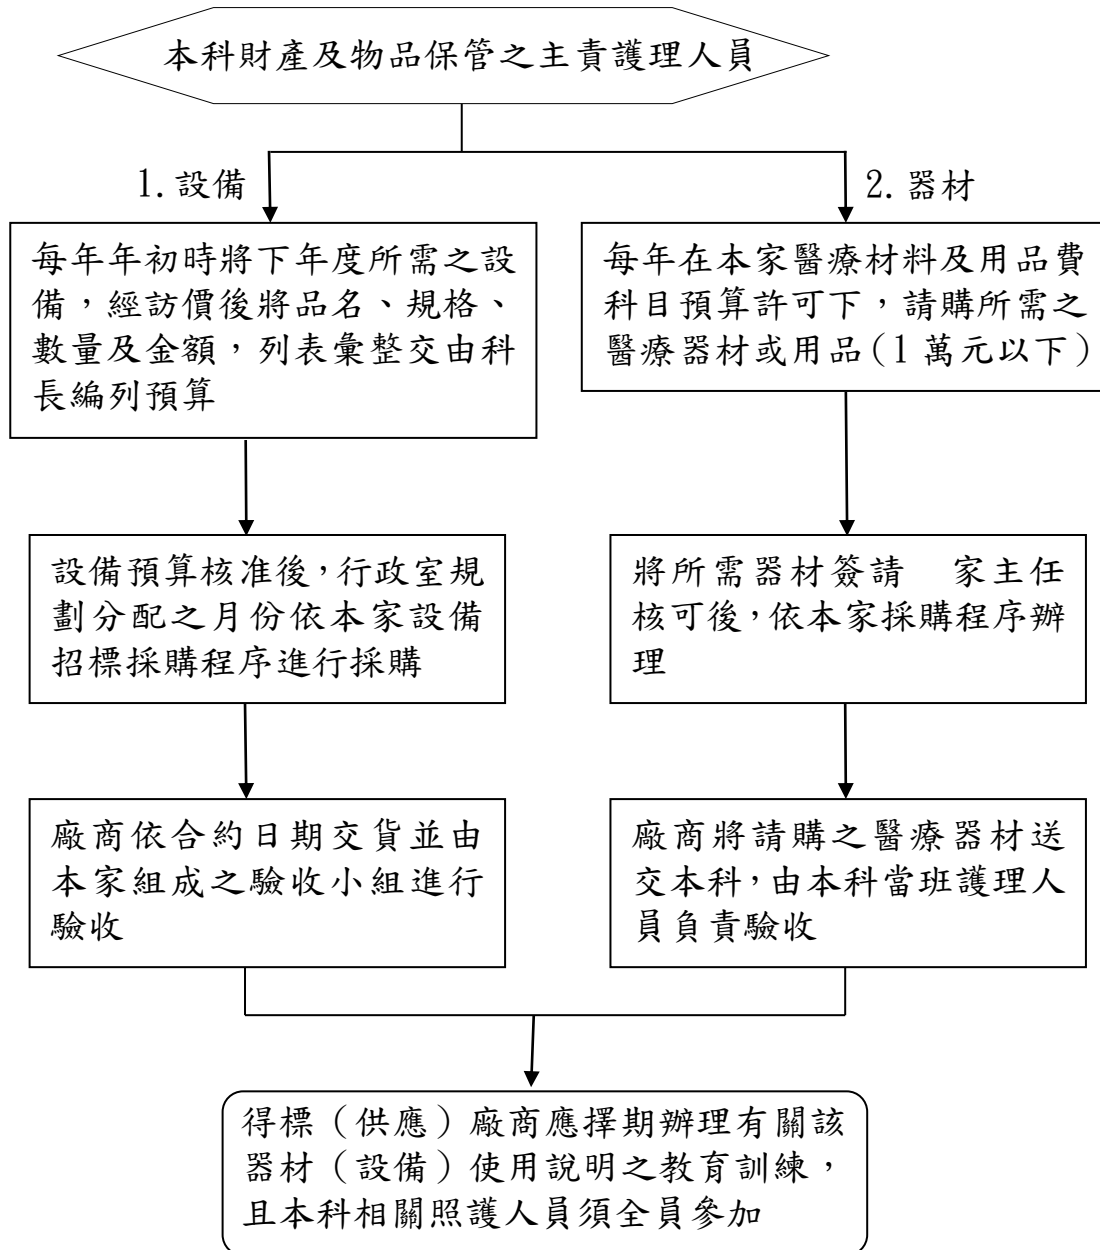 本科財產及物品保管之主責護理人員
1.設備
2.器材
每年年初時將下年度所需之設
備，經訪價後將品名、規格、
數量及金額，列表彙整交由科
長編列預算
每年在本家醫療材料及用品費
科目預算許可下，請購所需之
醫療器材或用品(1萬元以下)
設備預算核准後，行政室規
劃分配之月份依本家設備
招標採購程序進行採購
將所需器材簽請　家主任
核可後，依本家採購程序辦
理
廠商依合約日期交貨並由
本家組成之驗收小組進行
驗收
廠商將請購之醫療器材送
交本科，由本科當班護理人
員負責驗收
得標（供應）廠商應擇期辦理有關該
器材（設備）使用說明之教育訓練，
且本科相關照護人員須全員參加